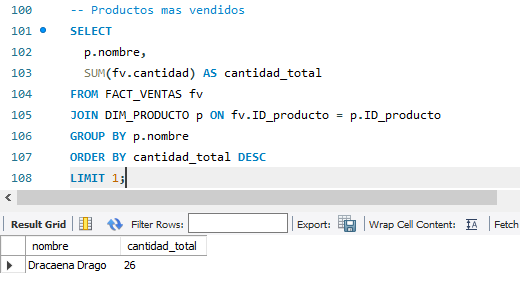 100 -- Productos mas vendidos
101 SELECT
102 p.nombre,
103 SUM(fv.cantidad) AS cantidad_total
104 FROM FACT_VENTAS fv
105 JOIN DIM_PRODUCTO p ON fv.ID_producto = p.ID_producto
106 GROUP BY p.nombre
107 ORDER BY cantidad_total DESC
108 LIMIT 1;
Result Grid Filter Rows: Export: Wrap Cell Content: IA Fetch
nombre cantidad_total
Dracaena Drago 26